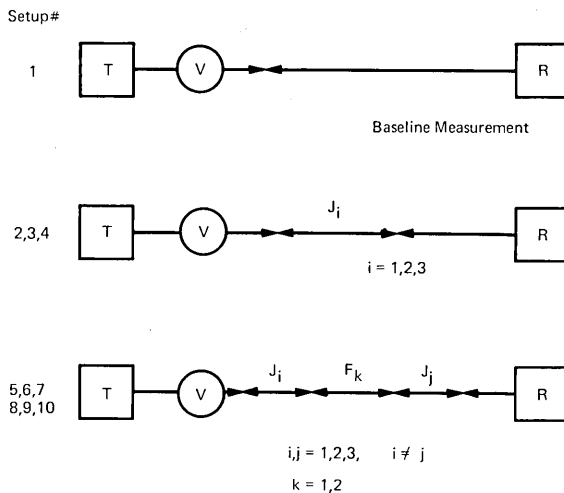 Setup#
1 T V R
Baseline Measurement
J_i
2,3,4 T V R
i = 1,2,3
J_i F_k J_j
5,6,7
8,9,10 T V R
i,j = 1,2,3, i ≠ j
k = 1,2